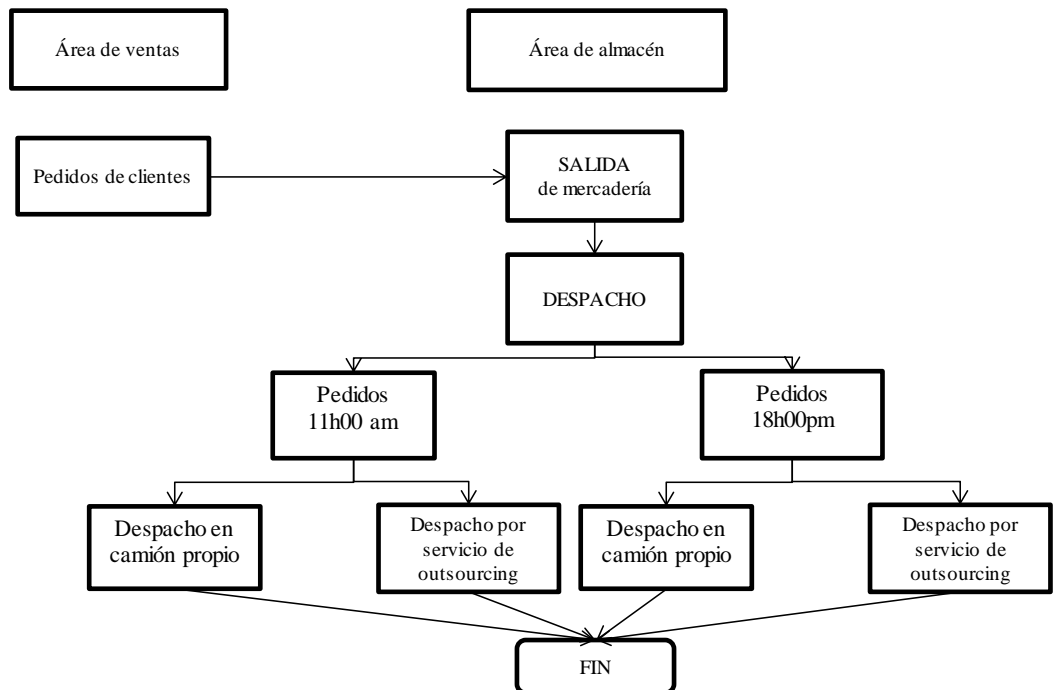 Área de ventas
Área de almacén
Pedidos de clientes
SALIDA
de mercadería
DESPACHO
Pedidos
11h00 am
Pedidos
18h00pm
Despacho en
camión propio
Despacho por
servicio de
outsourcing
Despacho en
camión propio
Despacho por
servicio de
outsourcing
FIN